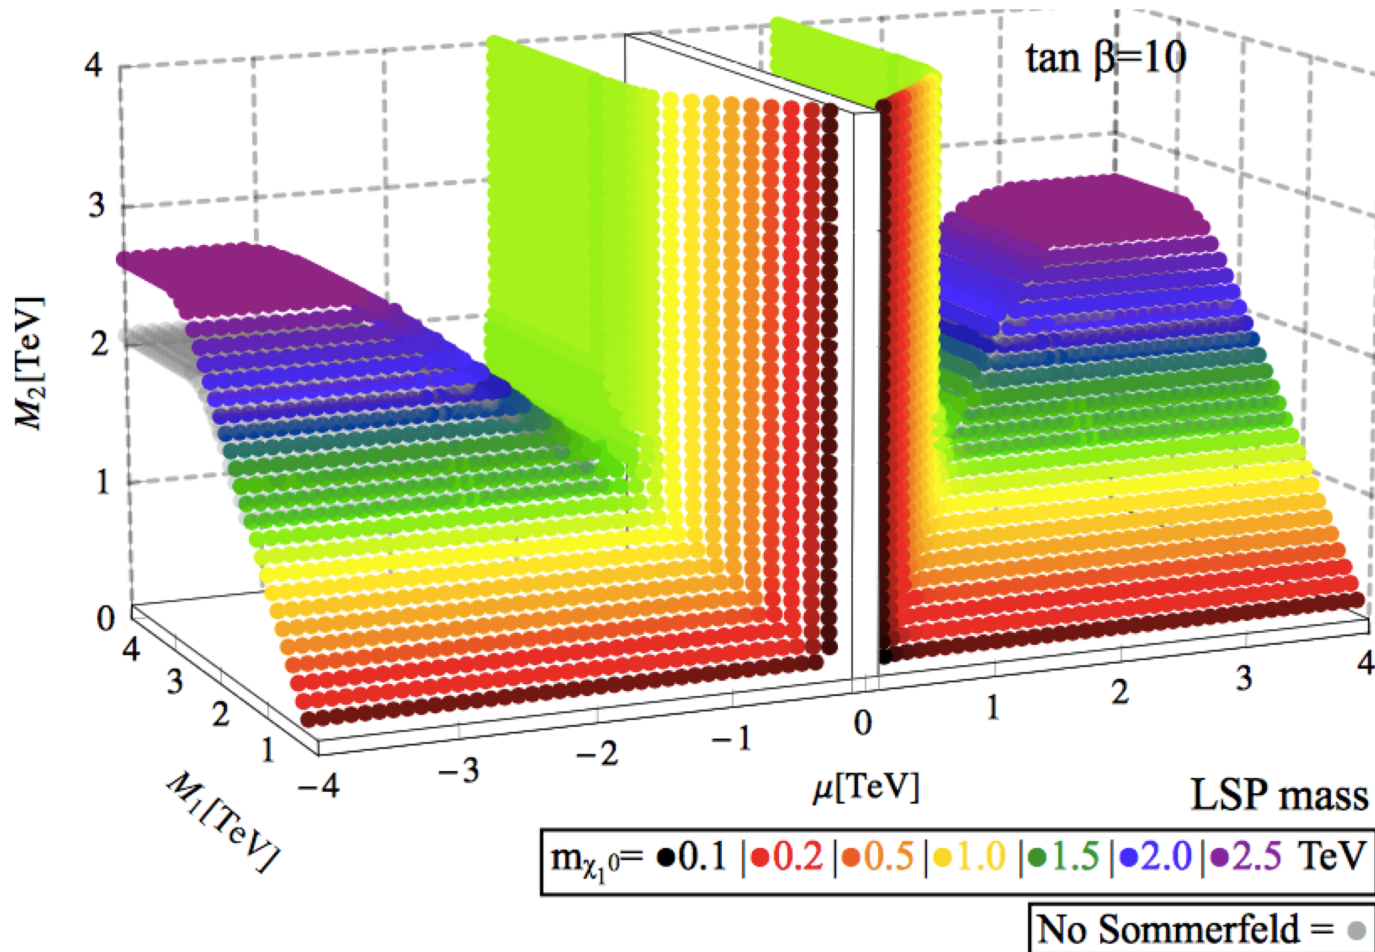 tan β=10
4
3
2
1
0
M₂[TeV]
4
3
2
1
M₁[TeV]
−4
−3
−2
−1
0
1
2
3
4
μ[TeV]
LSP mass
m_χ₁⁰= ●0.1 |●0.2|●0.5|●1.0|●1.5|●2.0|●2.5 TeV
No Sommerfeld = ●